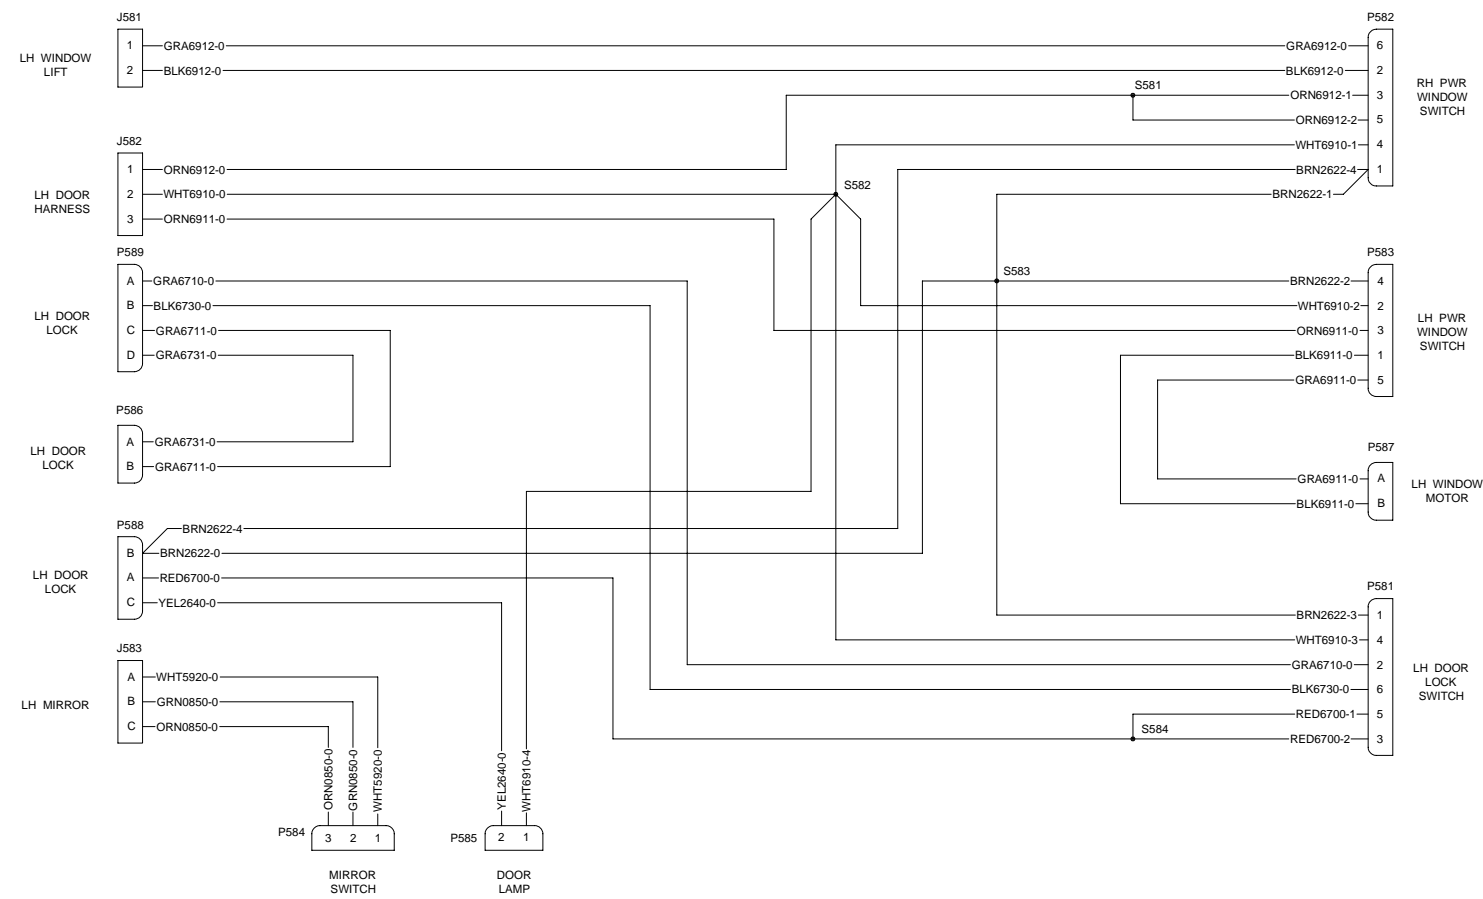 J581
LH WINDOW
LIFT
1
GRA6912-0
2
BLK6912-0
J582
LH DOOR
HARNESS
1
ORN6912-0
2
WHT6910-0
3
ORN6911-0
P589
LH DOOR
LOCK
A
GRA6710-0
B
BLK6730-0
C
GRA6711-0
D
GRA6731-0
P586
LH DOOR
LOCK
A
GRA6731-0
B
GRA6711-0
P588
LH DOOR
LOCK
BRN2622-4
B
BRN2622-0
A
RED6700-0
C
YEL2640-0
J583
LH MIRROR
A
WHT5920-0
B
GRN0850-0
C
ORN0850-0
ORN0850-0
GRN0850-0
WHT5920-0
P584
3 2 1
MIRROR
SWITCH
YEL2640-0
WHT6910-4
P585
2 1
DOOR
LAMP
S581
S582
S583
S584
P582
GRA6912-0
6
BLK6912-0
2
ORN6912-1
3
ORN6912-2
5
WHT6910-1
4
BRN2622-4
1
BRN2622-1
RH PWR
WINDOW
SWITCH
P583
BRN2622-2
4
WHT6910-2
2
ORN6911-0
3
BLK6911-0
1
GRA6911-0
5
LH PWR
WINDOW
SWITCH
P587
GRA6911-0
A
BLK6911-0
B
LH WINDOW
MOTOR
P581
BRN2622-3
1
WHT6910-3
4
GRA6710-0
2
BLK6730-0
6
RED6700-1
5
RED6700-2
3
LH DOOR
LOCK
SWITCH